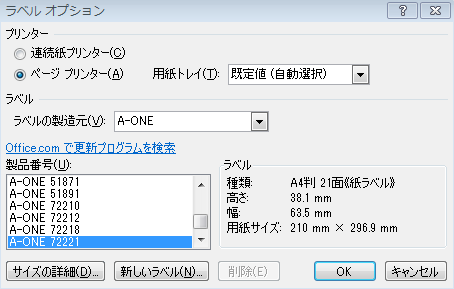 ラベル オプション
プリンター
連続紙プリンター(C)
ページ プリンター(A) 用紙トレイ(T): 既定値 (自動選択)
ラベル
ラベルの製造元(V): A-ONE
Office.com で更新プログラムを検索
製品番号(U):
A-ONE 51871
A-ONE 51891
A-ONE 72210
A-ONE 72212
A-ONE 72218
A-ONE 72221
ラベル
種類: A4判 21面《紙ラベル》
高さ: 38.1 mm
幅: 63.5 mm
用紙サイズ: 210 mm × 296.9 mm
サイズの詳細(D)... 新しいラベル(N)... 削除(E) OK キャンセル